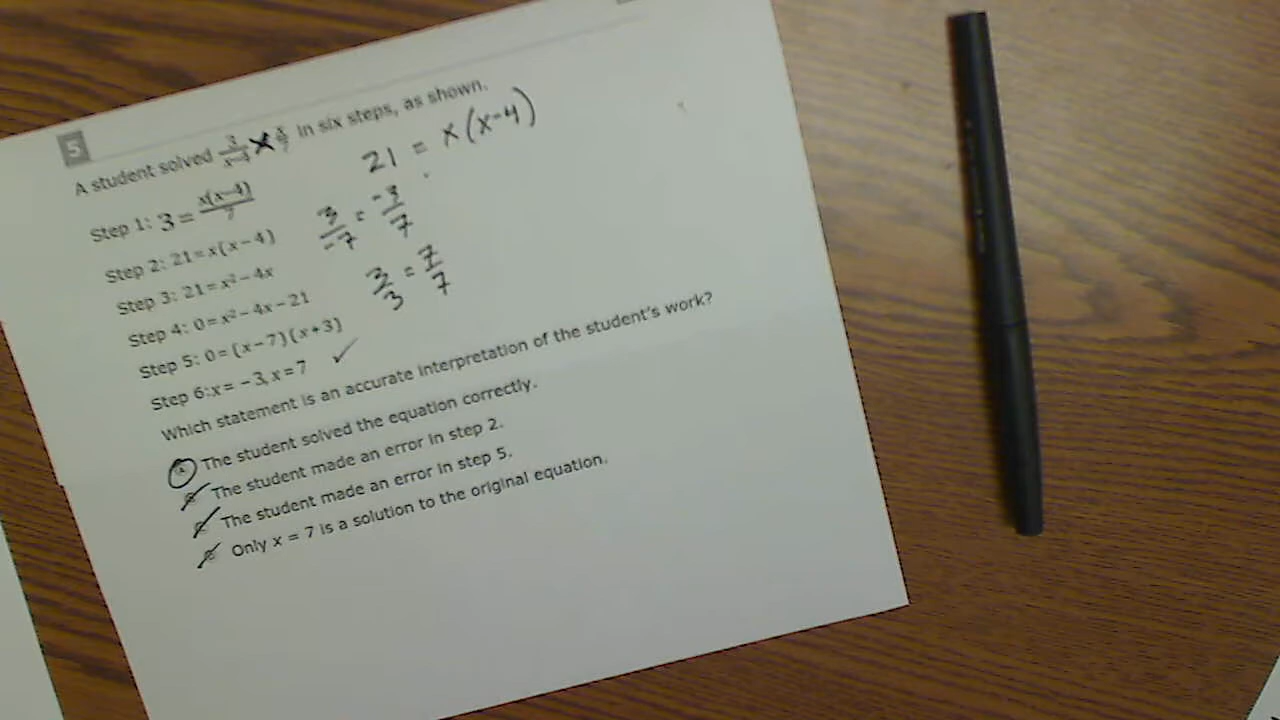 5
A student solved 3/x-4 = x/7 in six steps, as shown.
21 = x(x-4)
Step 1: 3 = x(x-4)/7
3/-7 = -3/7
Step 2: 21 = x(x-4)
Step 3: 21 = x² - 4x
3/3 = 7/7
Step 4: 0 = x² - 4x - 21
Step 5: 0 = (x-7)(x+3)
Step 6: x = -3, x = 7 ✓
Which statement is an accurate interpretation of the student's work?
A The student solved the equation correctly.
The student made an error in step 2.
The student made an error in step 5.
Only x = 7 is a solution to the original equation.